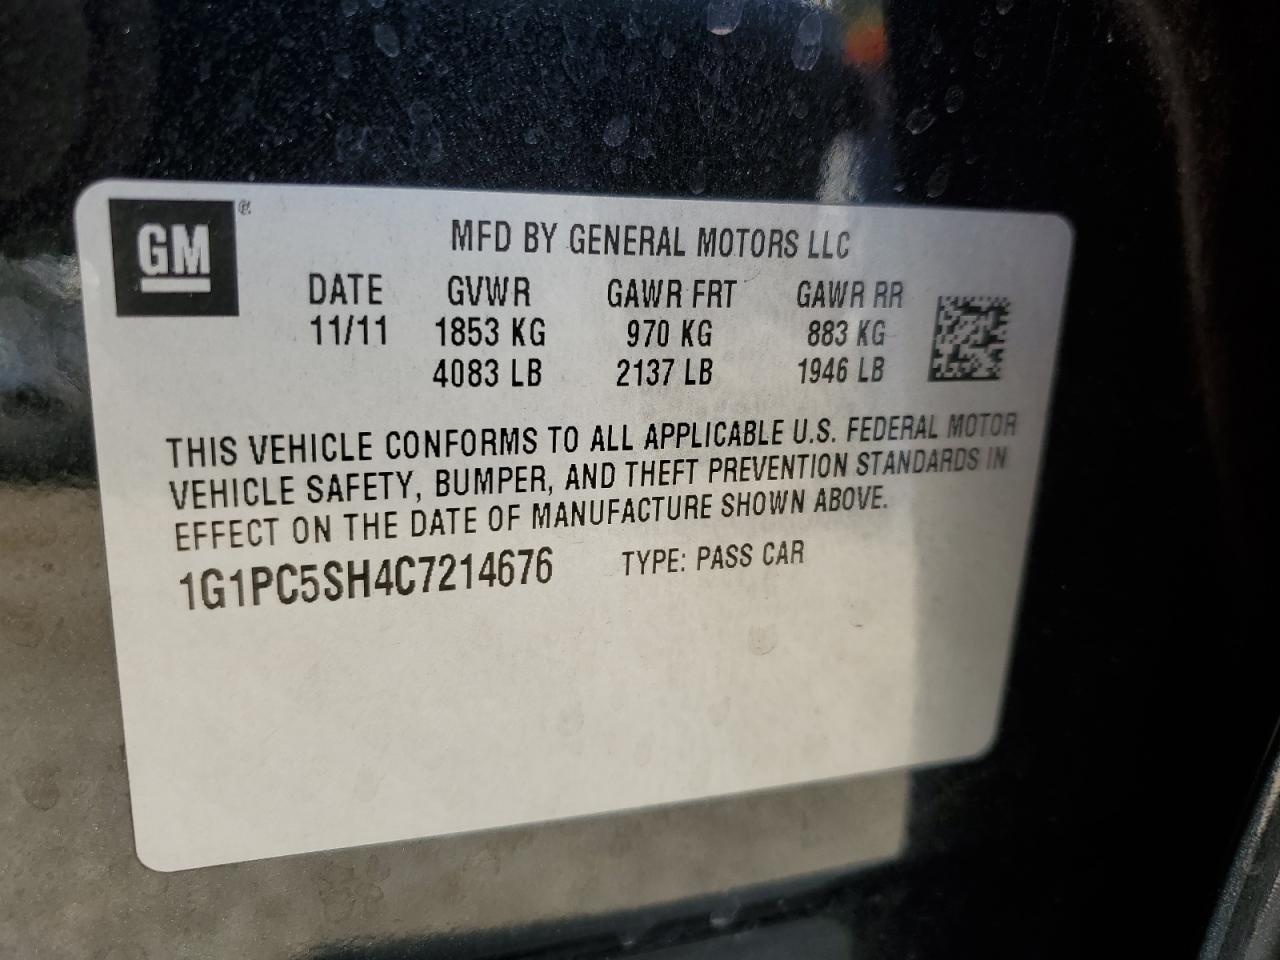 GM ®
MFD BY GENERAL MOTORS LLC
DATE GVWR GAWR FRT GAWR RR
11/11 1853 KG 970 KG 883 KG
4083 LB 2137 LB 1946 LB
THIS VEHICLE CONFORMS TO ALL APPLICABLE U.S. FEDERAL MOTOR
VEHICLE SAFETY, BUMPER, AND THEFT PREVENTION STANDARDS IN
EFFECT ON THE DATE OF MANUFACTURE SHOWN ABOVE.
1G1PC5SH4C7214676 TYPE: PASS CAR